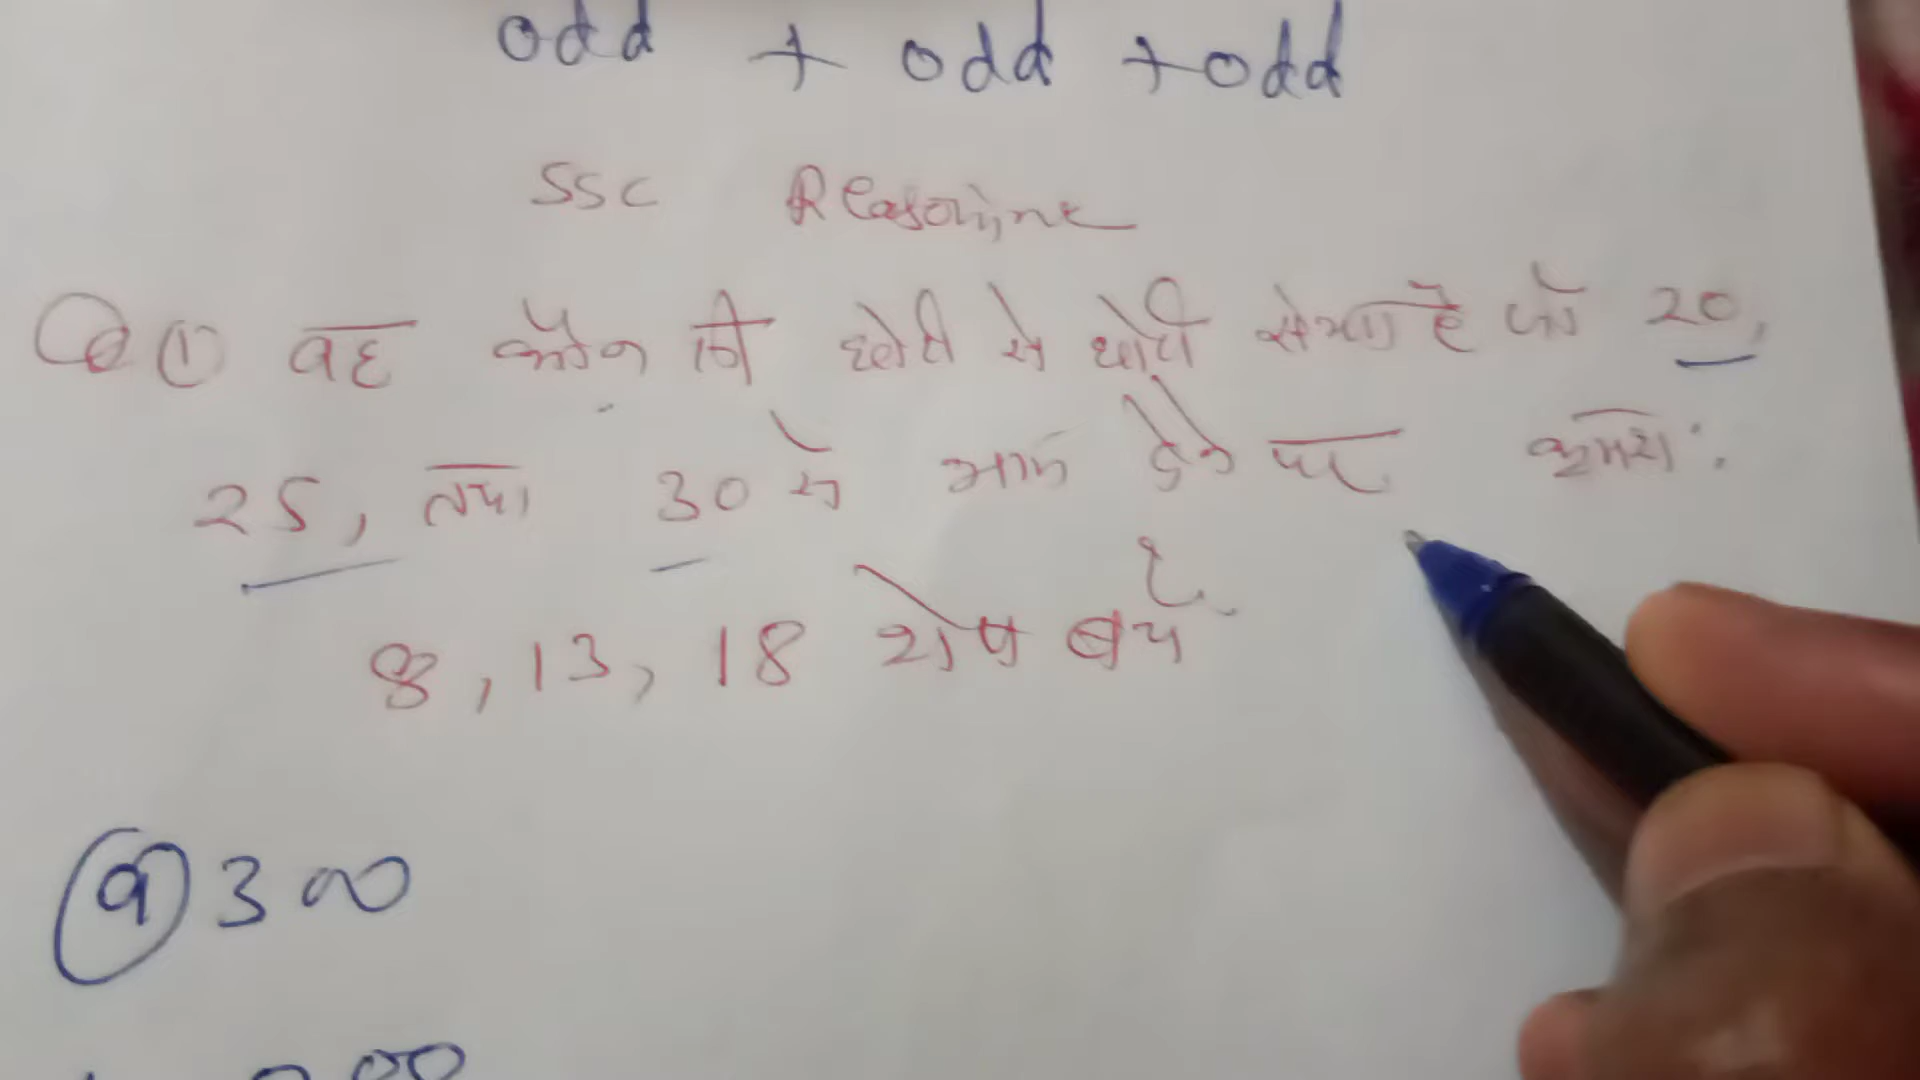 odd + odd + odd
SSC Reasoning
Q ① वह कौन सी छोटी से छोटी संख्या है जो 20,
25, तथा 30 से भाग देने पर क्रमश:
8, 13, 18 शेष बचे
a 300